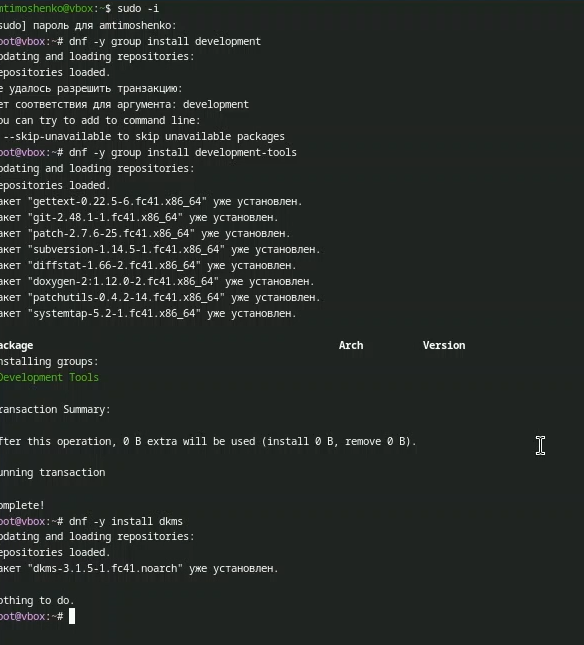 mtimoshenko@vbox:~$ sudo -i
sudo] пароль для amtimoshenko:
oot@vbox:~# dnf -y group install development
pdating and loading repositories:
epositories loaded.
е удалось разрешить транзакцию:
ет соответствия для аргумента: development
ou can try to add to command line:
--skip-unavailable to skip unavailable packages
oot@vbox:~# dnf -y group install development-tools
pdating and loading repositories:
epositories loaded.
акет "gettext-0.22.5-6.fc41.x86_64" уже установлен.
акет "git-2.48.1-1.fc41.x86_64" уже установлен.
акет "patch-2.7.6-25.fc41.x86_64" уже установлен.
акет "subversion-1.14.5-1.fc41.x86_64" уже установлен.
акет "diffstat-1.66-2.fc41.x86_64" уже установлен.
акет "doxygen-2:1.12.0-2.fc41.x86_64" уже установлен.
акет "patchutils-0.4.2-14.fc41.x86_64" уже установлен.
акет "systemtap-5.2-1.fc41.x86_64" уже установлен.
ackage Arch Version
nstalling groups:
Development Tools
ransaction Summary:
fter this operation, 0 B extra will be used (install 0 B, remove 0 B).
unning transaction
omplete!
oot@vbox:~# dnf -y install dkms
pdating and loading repositories:
epositories loaded.
акет "dkms-3.1.5-1.fc41.noarch" уже установлен.
othing to do.
oot@vbox:~#